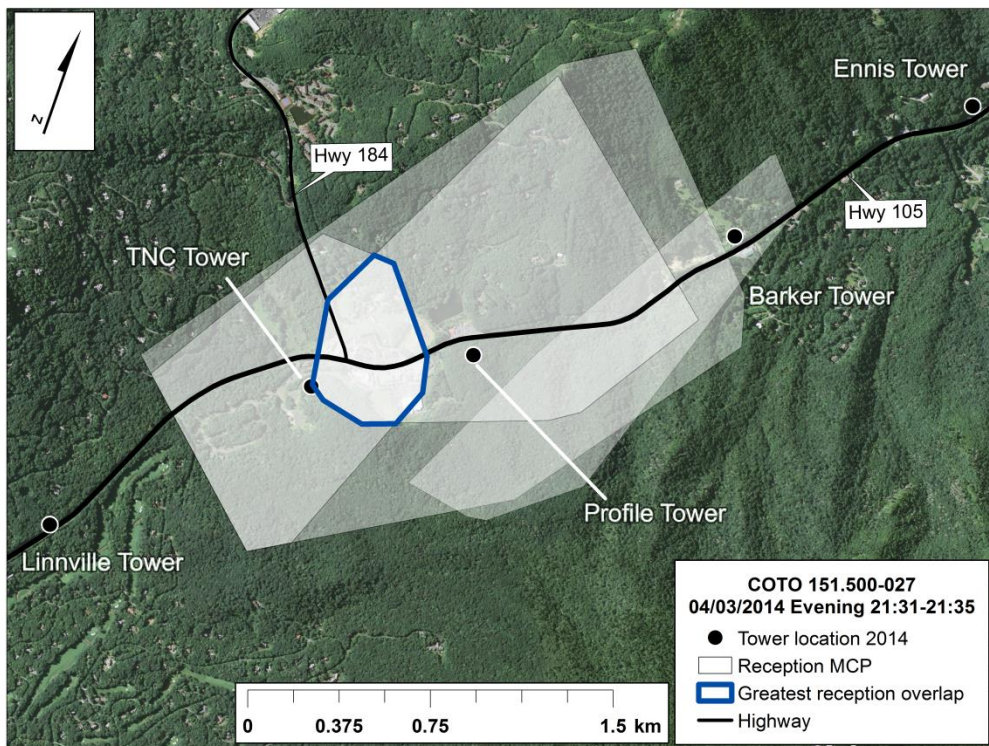 N
Ennis Tower
Hwy 184
Hwy 105
TNC Tower
Barker Tower
Profile Tower
Linnville Tower
COTO 151.500-027
04/03/2014 Evening 21:31-21:35
Tower location 2014
Reception MCP
Greatest reception overlap
Highway
0 0.375 0.75 1.5 km